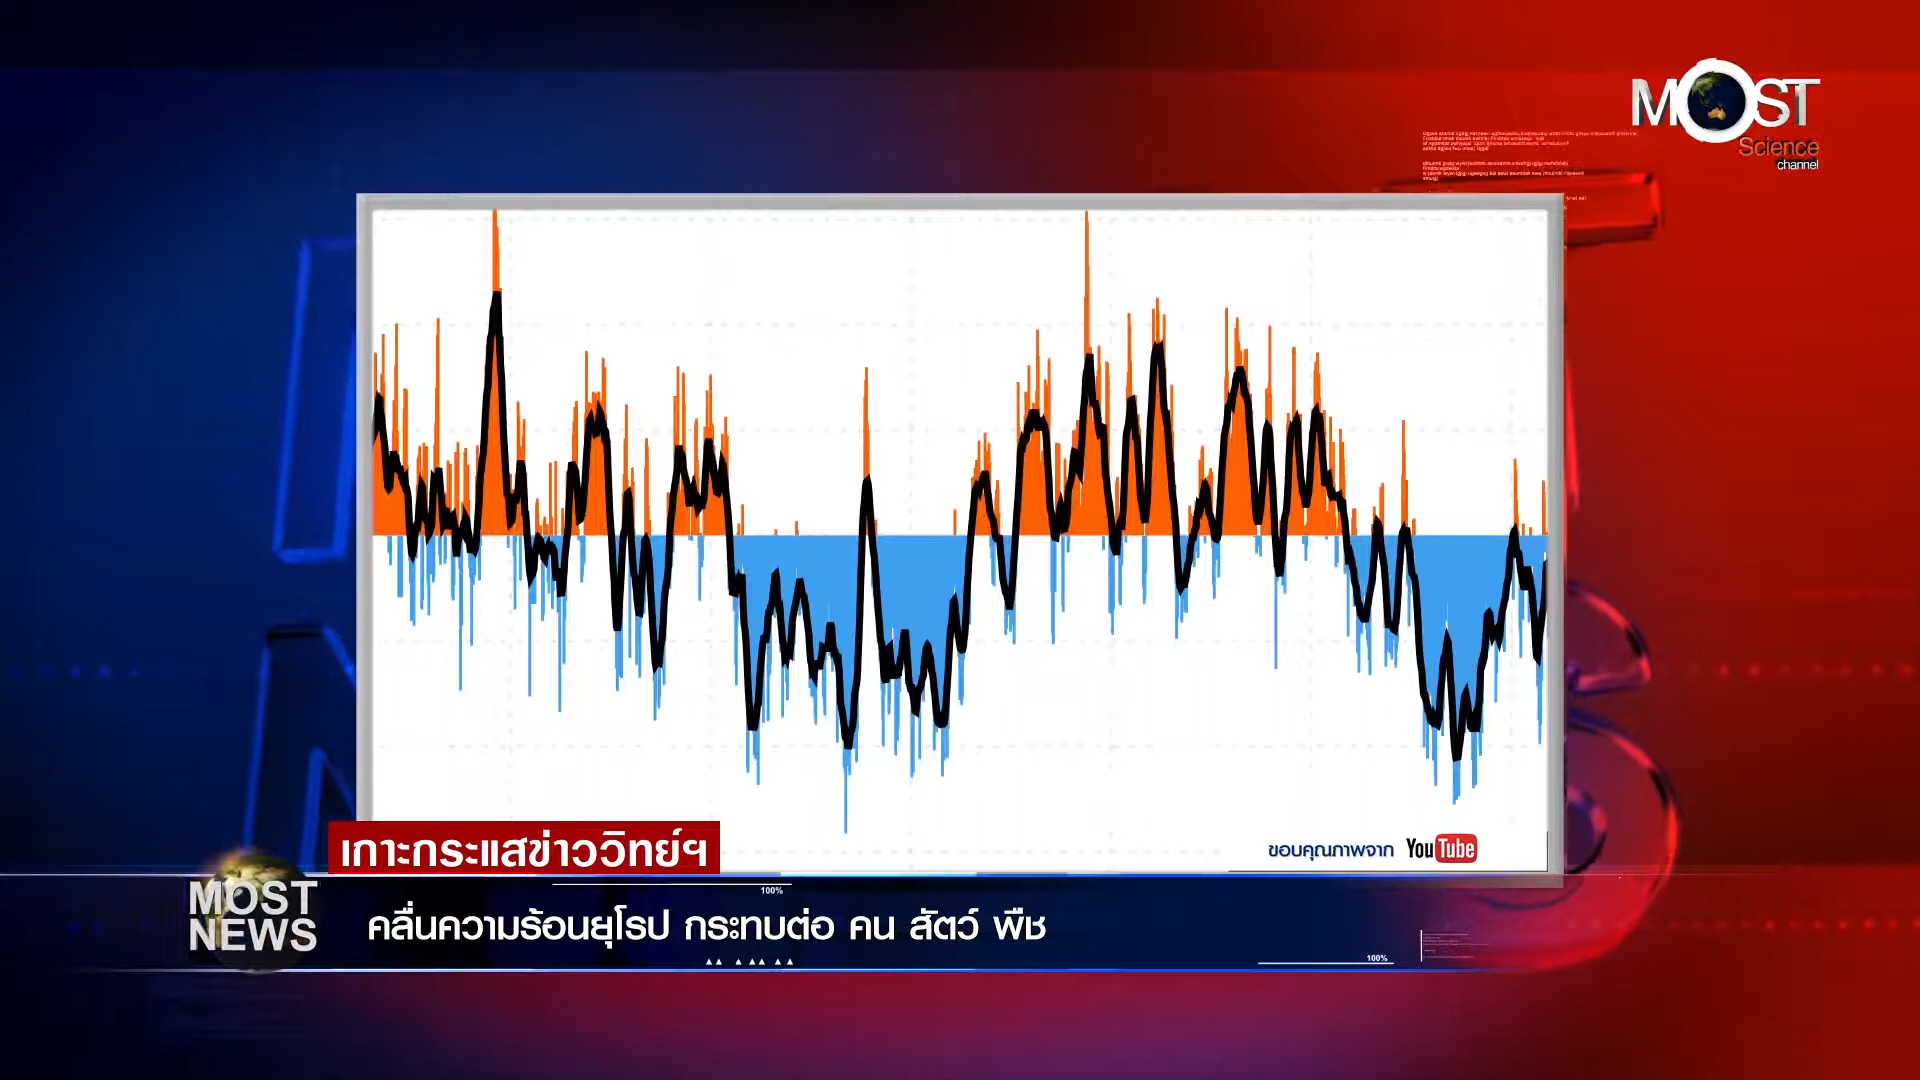 MOST
Science
channel
ขอบคุณภาพจาก YouTube
เกาะกระแสข่าววิทย์ฯ
MOST
NEWS
100%
คลื่นความร้อนยุโรป กระทบต่อ คน สัตว์ พืช
100%